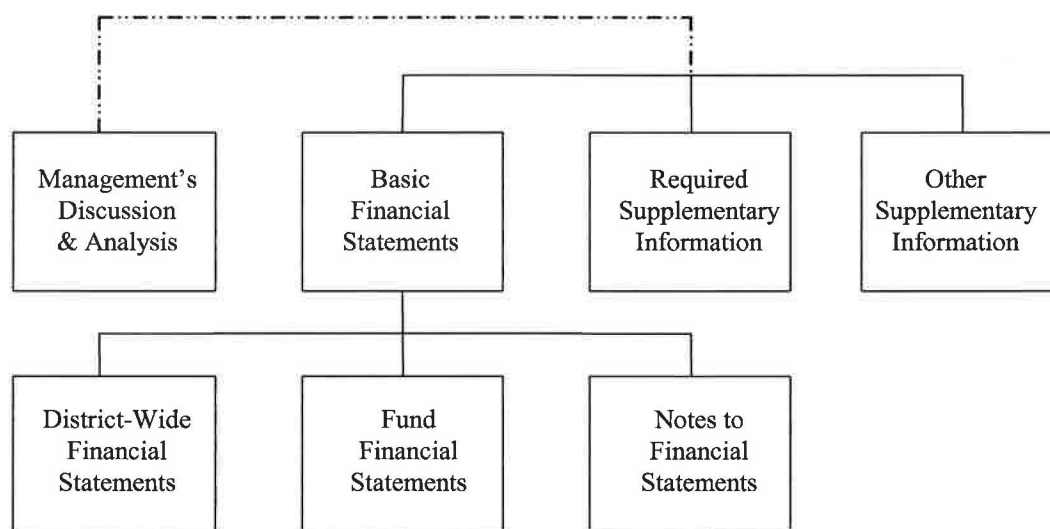 Management's
Discussion
& Analysis
Basic
Financial
Statements
Required
Supplementary
Information
Other
Supplementary
Information
District-Wide
Financial
Statements
Fund
Financial
Statements
Notes to
Financial
Statements